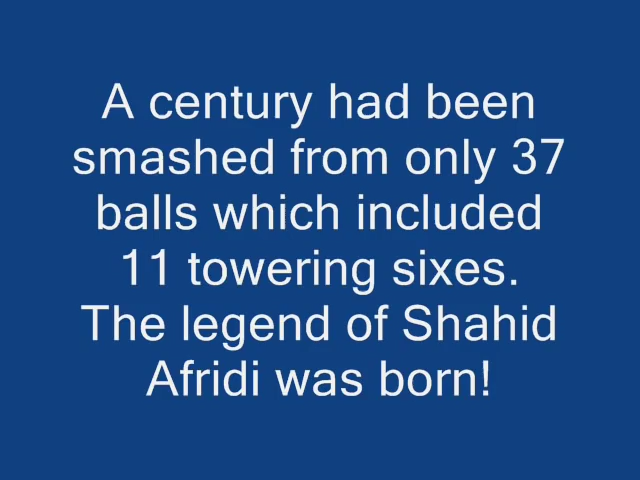 A century had been
smashed from only 37
balls which included
11 towering sixes.
The legend of Shahid
Afridi was born!